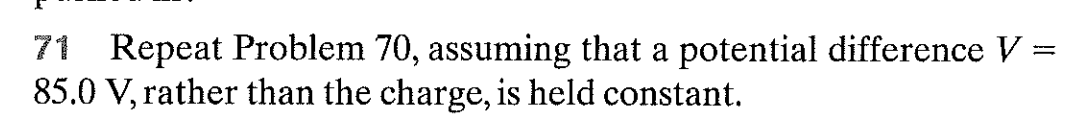 71 Repeat Problem 70, assuming that a potential difference V =
85.0 V, rather than the charge, is held constant.